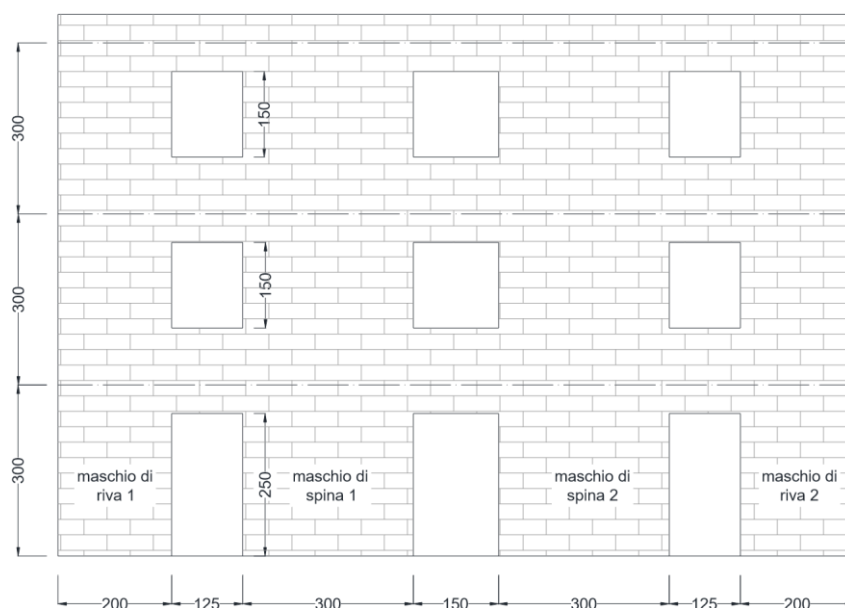 300
150
300
150
300
250
maschio di
riva 1
maschio di
spina 1
maschio di
spina 2
maschio di
riva 2
200
125
300
150
300
125
200